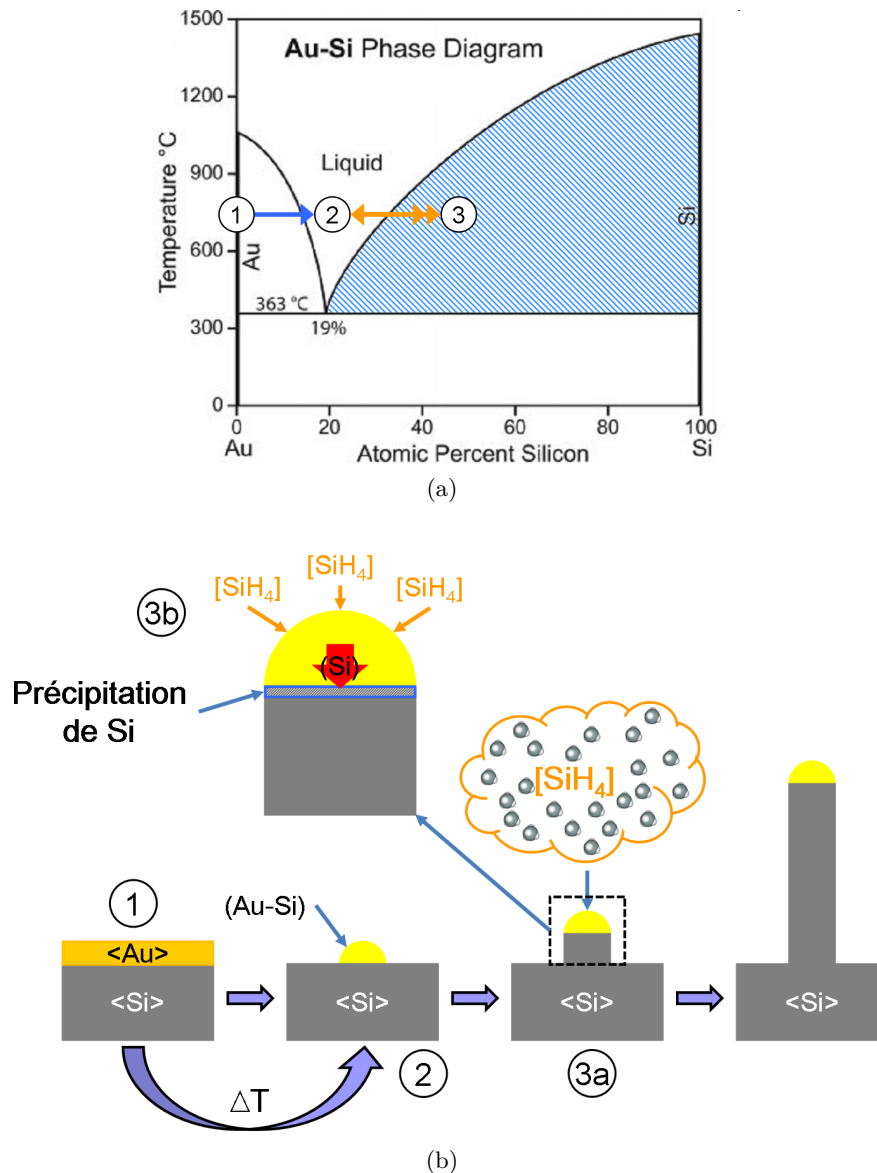 1500
Au-Si Phase Diagram
1200
900
Liquid
1
2
3
600
Au
Si
363 °C
300
19%
0
0
20
40
60
80
100
Au
Atomic Percent Silicon
Si
Temperature °C
(a)
[SiH4]
[SiH4]
[SiH4]
3b
(Si)
Précipitation
de Si
[SiH4]
1
(Au-Si)
<Au>
<Si>
<Si>
<Si>
<Si>
2
3a
△T
(b)